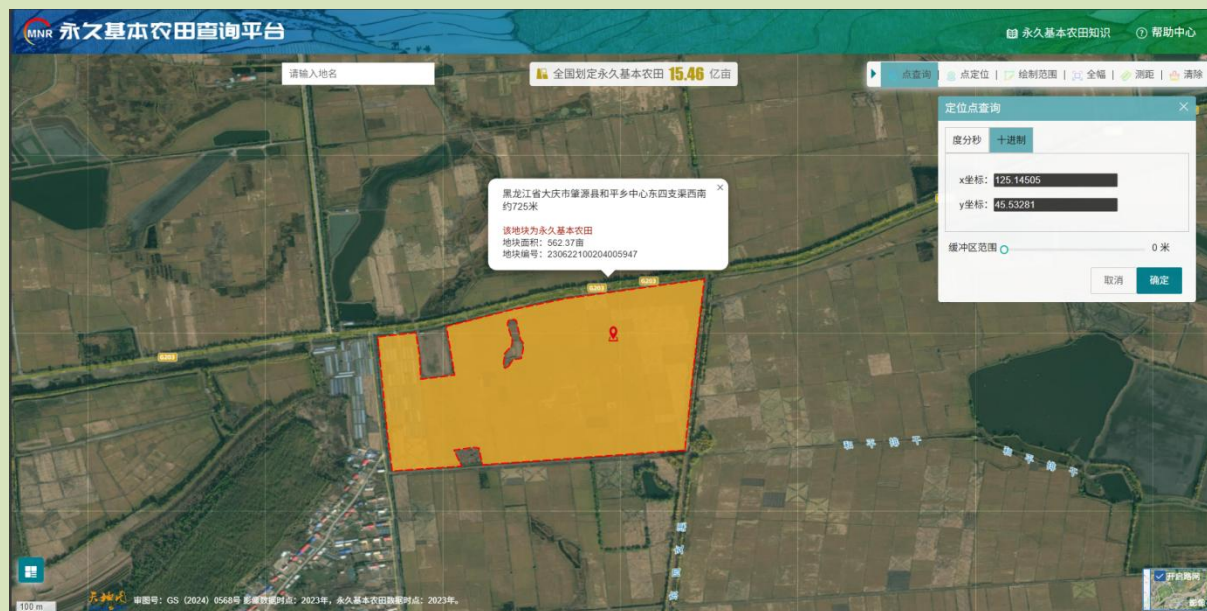 MNR 永久基本农田查询平台
永久基本农田知识
帮助中心
请输入地名
全国划定永久基本农田 15.46 亿亩
点查询 | 点定位 | 绘制范围 | 全幅 | 测距 | 清除
定位点查询
度分秒 十进制
x坐标: 125.14505
y坐标: 45.53281
缓冲区范围 0 米
取消 确定
黑龙江省大庆市肇源县和平乡中心东四支渠西南
约725米
该地块为永久基本农田
地块面积: 562.37亩
地块编号: 230622100204005947
G203
G203
G203
天地图
审图号: GS (2024) 0568号 影像数据时点: 2023年, 永久基本农田数据时点: 2023年。
100 m
开启路网
影像